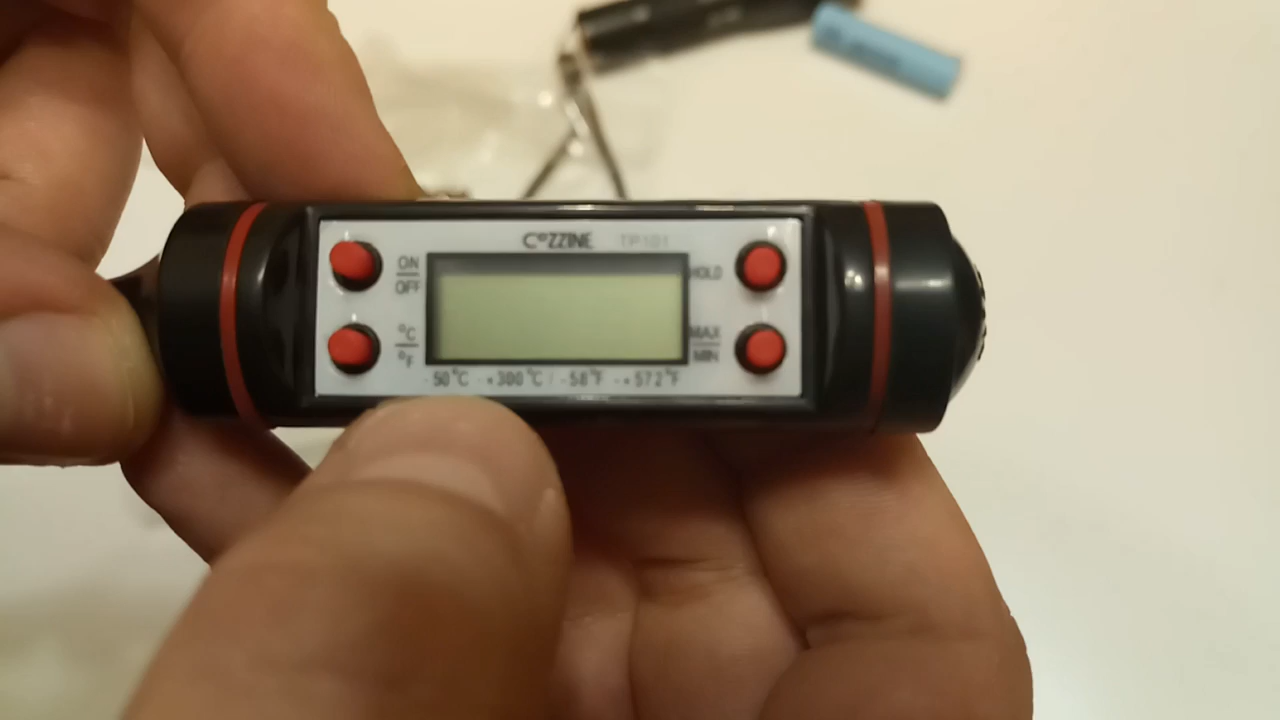 C°ZZINE TP101
ON
OFF
HOLD
°C
°F
MAX
MIN
-50°C - +300°C / -58°F - +572°F